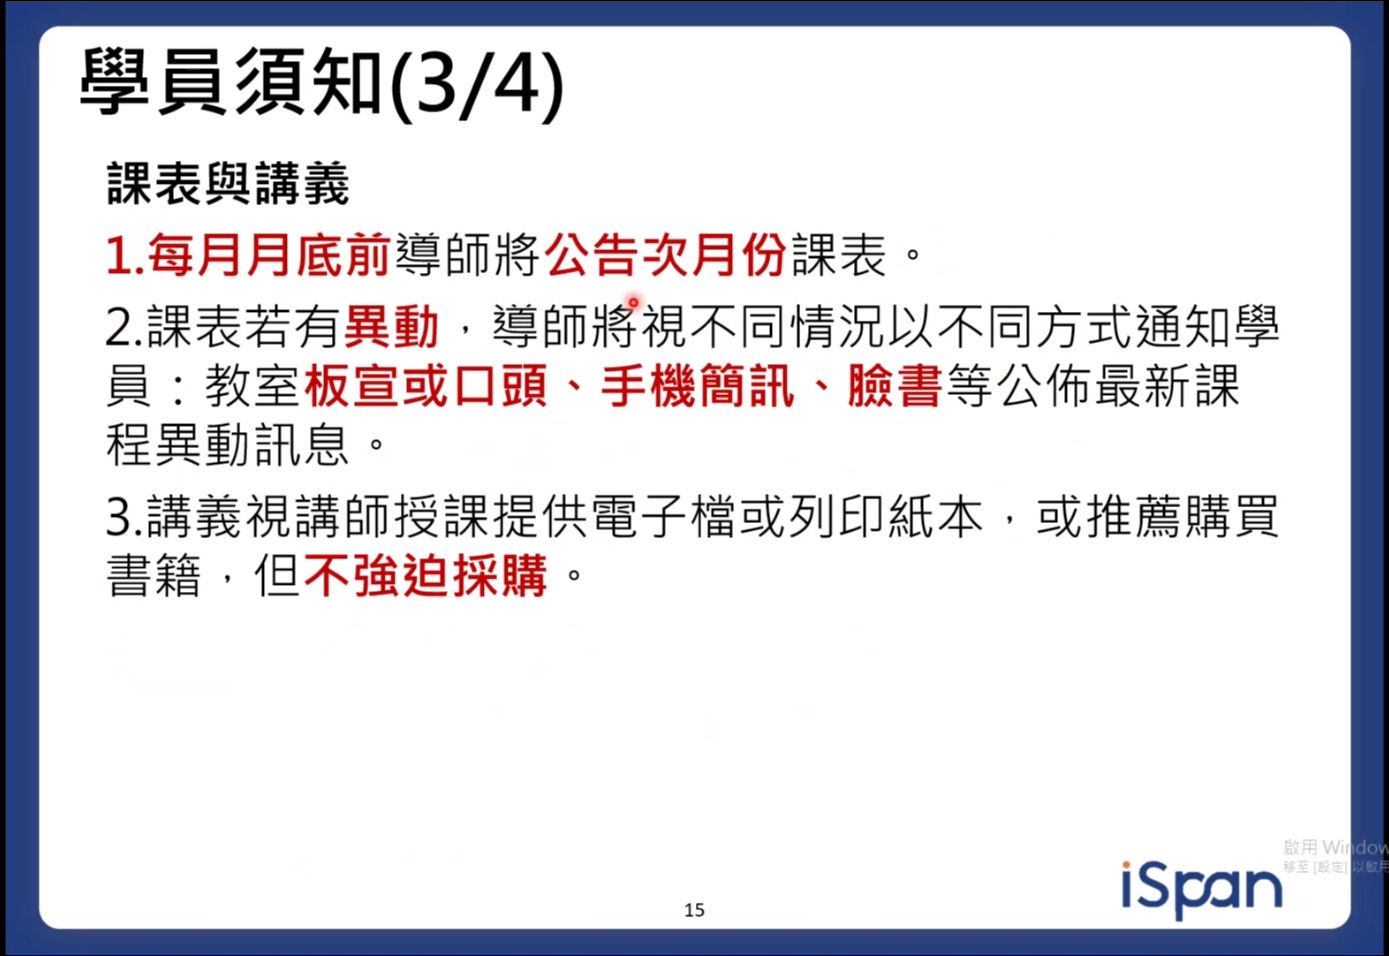 學員須知(3/4)
課表與講義
1.每月月底前導師將公告次月份課表。
2.課表若有異動，導師將視不同情況以不同方式通知學
員：教室板宣或口頭、手機簡訊、臉書等公佈最新課
程異動訊息。
3.講義視講師授課提供電子檔或列印紙本，或推薦購買
書籍，但不強迫採購。
啟用 Window
移至 [設定] 以啟用
iSpan
15